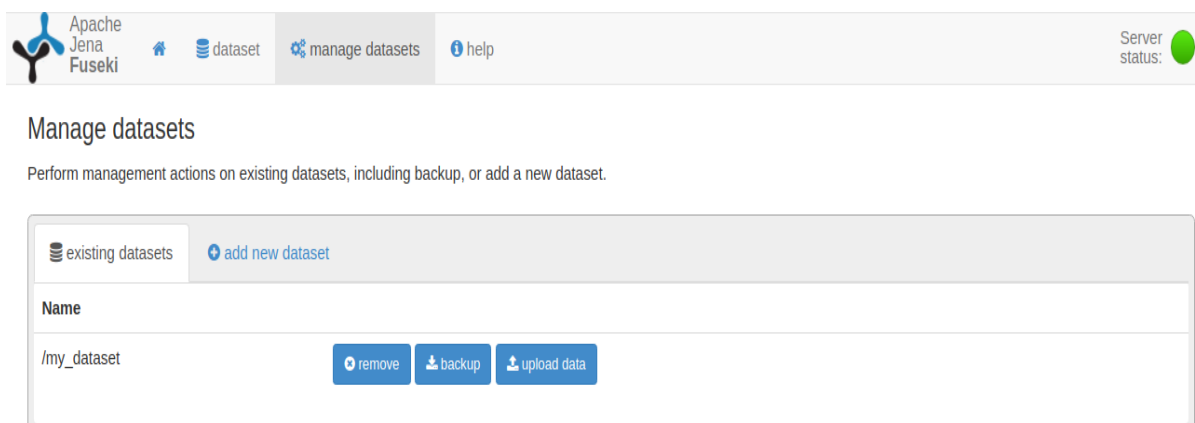 Apache
Jena
Fuseki
dataset
manage datasets
help
Server
status:
Manage datasets
Perform management actions on existing datasets, including backup, or add a new dataset.
existing datasets
add new dataset
Name
/my_dataset
remove
backup
upload data